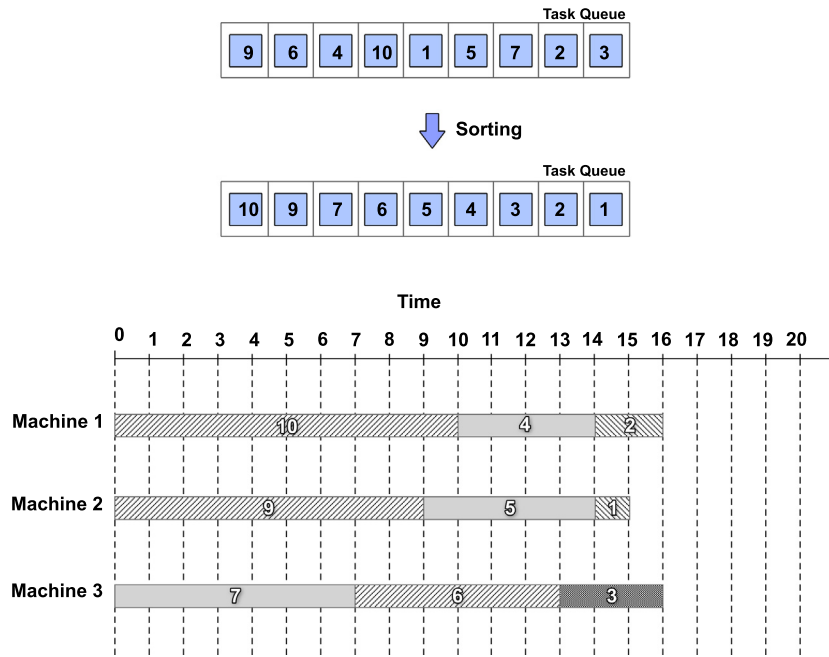 Task Queue
9 6 4 10 1 5 7 2 3
Sorting
Task Queue
10 9 7 6 5 4 3 2 1
Time
0 1 2 3 4 5 6 7 8 9 10 11 12 13 14 15 16 17 18 19 20
Machine 1 10 4 2
Machine 2 9 5 1
Machine 3 7 6 3